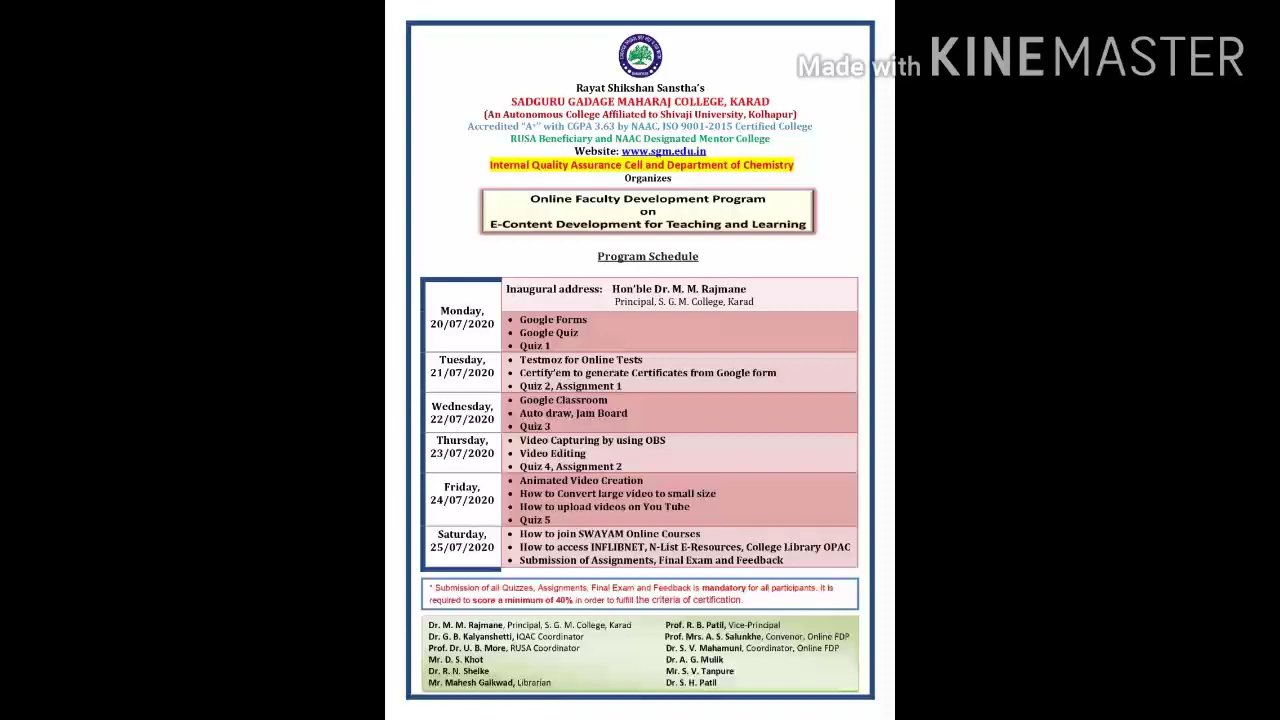 Made with KINEMASTER
Rayat Shikshan Sanstha's
SADGURU GADAGE MAHARAJ COLLEGE, KARAD
(An Autonomous College Affiliated to Shivaji University, Kolhapur)
Accredited "A+" with CGPA 3.63 by NAAC, ISO 9001-2015 Certified College
RUSA Beneficiary and NAAC Designated Mentor College
Website: www.sgm.edu.in
Internal Quality Assurance Cell and Department of Chemistry
Organizes
Online Faculty Development Program
on
E-Content Development for Teaching and Learning
Program Schedule
Monday,
20/07/2020
Inaugural address: Hon'ble Dr. M. M. Rajmane
Principal, S. G. M. College, Karad
• Google Forms
• Google Quiz
• Quiz 1
Tuesday,
21/07/2020
• Testmoz for Online Tests
• Certify'em to generate Certificates from Google form
• Quiz 2, Assignment 1
Wednesday,
22/07/2020
• Google Classroom
• Auto draw, Jam Board
• Quiz 3
Thursday,
23/07/2020
• Video Capturing by using OBS
• Video Editing
• Quiz 4, Assignment 2
Friday,
24/07/2020
• Animated Video Creation
• How to Convert large video to small size
• How to upload videos on You Tube
• Quiz 5
Saturday,
25/07/2020
• How to join SWAYAM Online Courses
• How to access INFLIBNET, N-List E-Resources, College Library OPAC
• Submission of Assignments, Final Exam and Feedback
* Submission of all Quizzes, Assignments, Final Exam and Feedback is mandatory for all participants. It is
required to score a minimum of 40% in order to fulfill the criteria of certification.
Dr. M. M. Rajmane, Principal, S. G. M. College, Karad
Dr. G. B. Kalyanshetti, IQAC Coordinator
Prof. Dr. U. B. More, RUSA Coordinator
Mr. D. S. Khot
Dr. R. N. Shelke
Mr. Mahesh Gaikwad, Librarian
Prof. R. B. Patil, Vice-Principal
Prof. Mrs. A. S. Salunkhe, Convenor, Online FDP
Dr. S. V. Mahamuni, Coordinator, Online FDP
Dr. A. G. Mulik
Mr. S. V. Tanpure
Dr. S. H. Patil